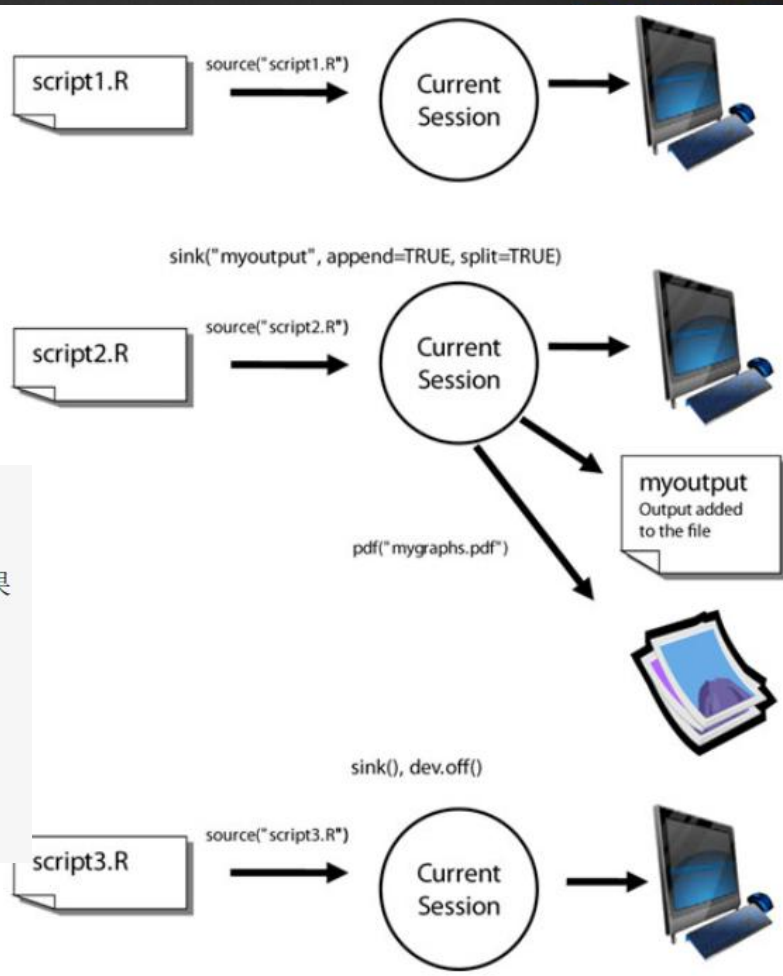 script1.R
source("script1.R")
Current
Session
sink("myoutput", append=TRUE, split=TRUE)
script2.R
source("script2.R")
Current
Session
myoutput
Output added
to the file
pdf("mygraphs.pdf")
果
sink(), dev.off()
script3.R
source("script3.R")
Current
Session